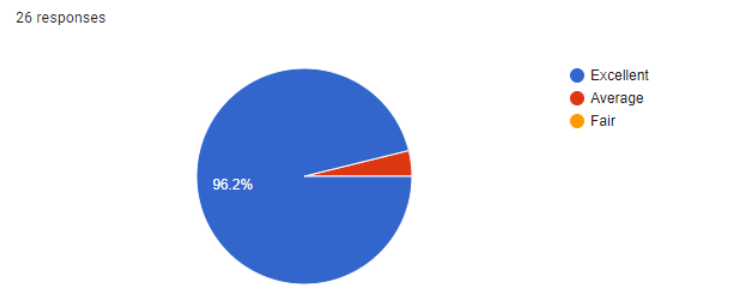 26 responses
Excellent
Average
Fair
96.2%